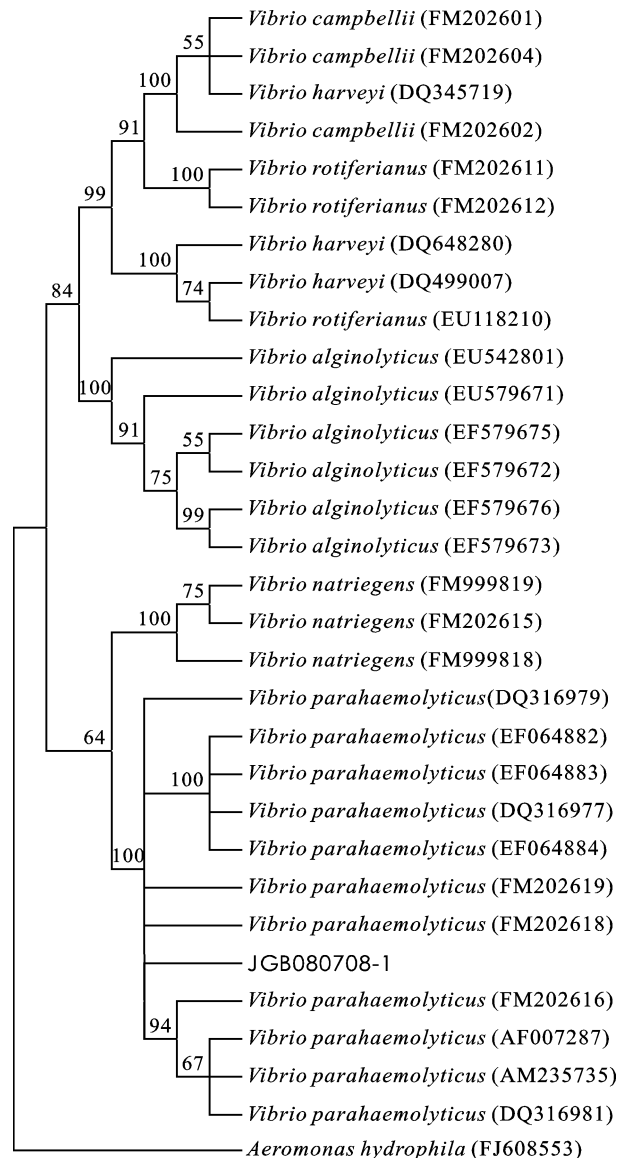 Vibrio campbellii (FM202601)
55
Vibrio campbellii (FM202604)
100
Vibrio harveyi (DQ345719)
91
Vibrio campbellii (FM202602)
Vibrio rotiferianus (FM202611)
100
99
Vibrio rotiferianus (FM202612)
Vibrio harveyi (DQ648280)
100
Vibrio harveyi (DQ499007)
74
84
Vibrio rotiferianus (EU118210)
Vibrio alginolyticus (EU542801)
100
Vibrio alginolyticus (EU579671)
91
Vibrio alginolyticus (EF579675)
55
Vibrio alginolyticus (EF579672)
75
Vibrio alginolyticus (EF579676)
99
Vibrio alginolyticus (EF579673)
Vibrio natriegens (FM999819)
75
Vibrio natriegens (FM202615)
100
Vibrio natriegens (FM999818)
Vibrio parahaemolyticus(DQ316979)
64
Vibrio parahaemolyticus (EF064882)
Vibrio parahaemolyticus (EF064883)
100
Vibrio parahaemolyticus (DQ316977)
Vibrio parahaemolyticus (EF064884)
100
Vibrio parahaemolyticus (FM202619)
Vibrio parahaemolyticus (FM202618)
JGB080708-1
Vibrio parahaemolyticus (FM202616)
94
Vibrio parahaemolyticus (AF007287)
67
Vibrio parahaemolyticus (AM235735)
Vibrio parahaemolyticus (DQ316981)
Aeromonas hydrophila (FJ608553)